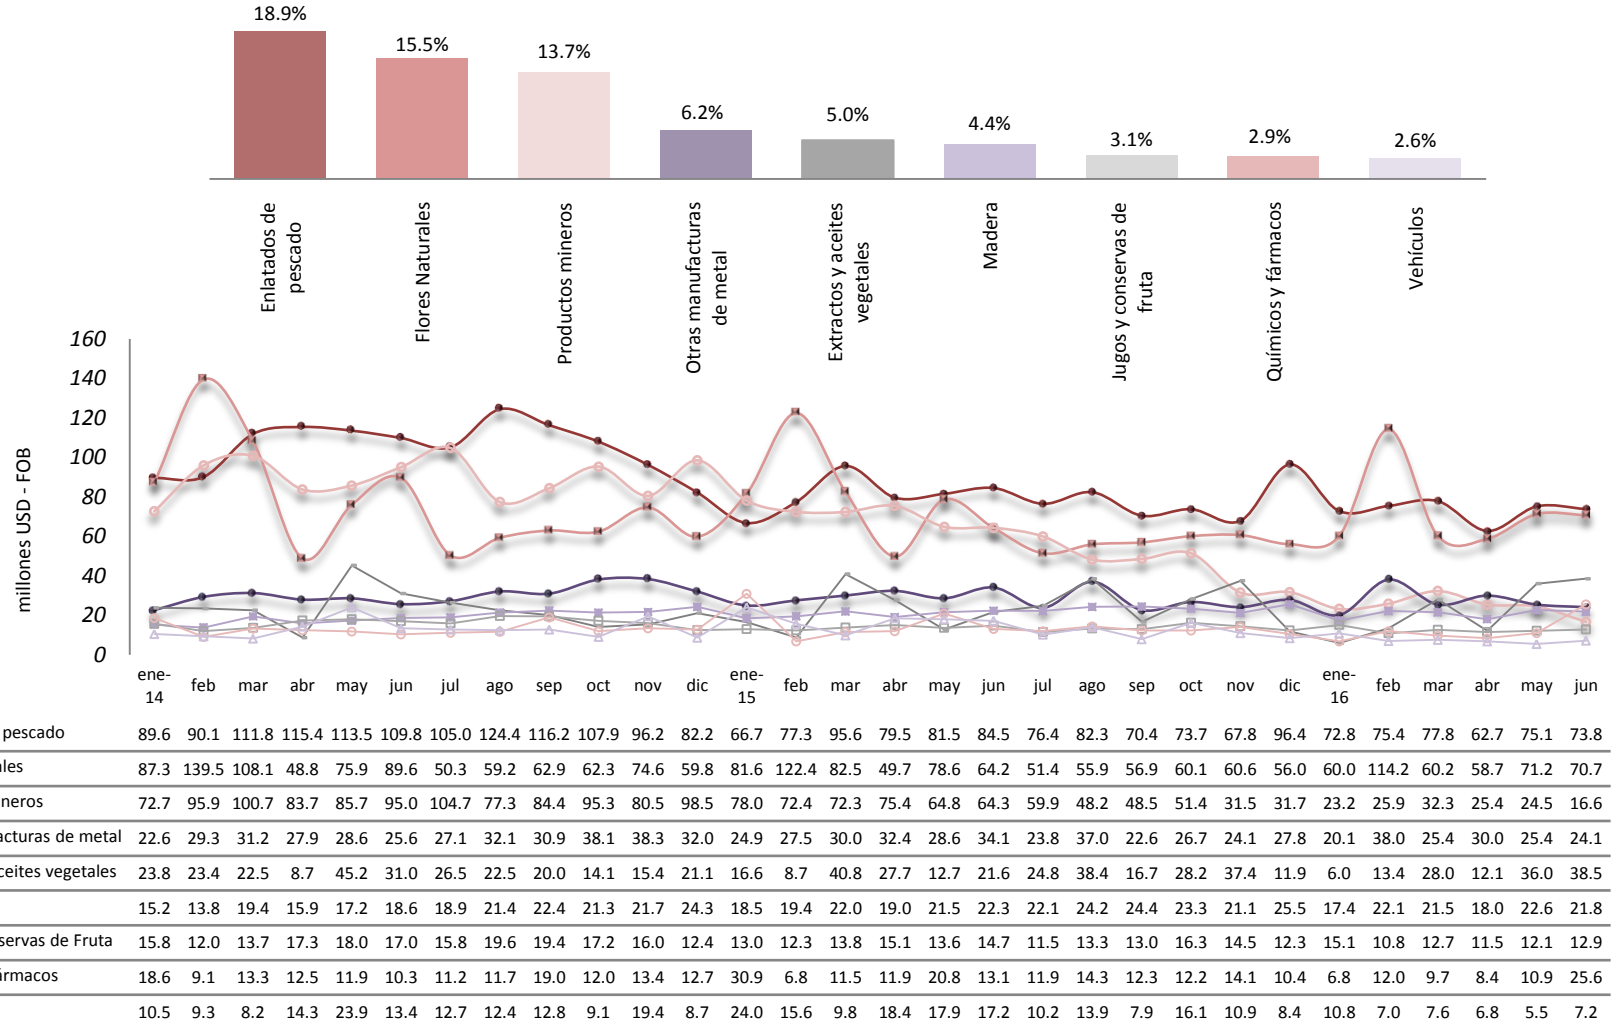 18.9%
15.5%
13.7%
6.2%
5.0%
4.4%
3.1%
2.9%
2.6%
Enlatados de
pescado
Flores Naturales
Productos mineros
Otras manufacturas
de metal
Extractos y aceites
vegetales
Madera
Jugos y conservas de
fruta
Químicos y fármacos
Vehículos
millones USD - FOB
160
140
120
100
80
60
40
20
0
ene-14 feb mar abr may jun jul ago sep oct nov dic ene-15 feb mar abr may jun jul ago sep oct nov dic ene-16 feb mar abr may jun
pescado 89.6 90.1 111.8 115.4 113.5 109.8 105.0 124.4 116.2 107.9 96.2 82.2 66.7 77.3 95.6 79.5 81.5 84.5 76.4 82.3 70.4 73.7 67.8 96.4 72.8 75.4 77.8 62.7 75.1 73.8
ales 87.3 139.5 108.1 48.8 75.9 89.6 50.3 59.2 62.9 62.3 74.6 59.8 81.6 122.4 82.5 49.7 78.6 64.2 51.4 55.9 56.9 60.1 60.6 56.0 60.0 114.2 60.2 58.7 71.2 70.7
neros 72.7 95.9 100.7 83.7 85.7 95.0 104.7 77.3 84.4 95.3 80.5 98.5 78.0 72.4 72.3 75.4 64.8 64.3 59.9 48.2 48.5 51.4 31.5 31.7 23.2 25.9 32.3 25.4 24.5 16.6
acturas de metal 22.6 29.3 31.2 27.9 28.6 25.6 27.1 32.1 30.9 38.1 38.3 32.0 24.9 27.5 30.0 32.4 28.6 34.1 23.8 37.0 22.6 26.7 24.1 27.8 20.1 38.0 25.4 30.0 25.4 24.1
ceites vegetales 23.8 23.4 22.5 8.7 45.2 31.0 26.5 22.5 20.0 14.1 15.4 21.1 16.6 8.7 40.8 27.7 12.7 21.6 24.8 38.4 16.7 28.2 37.4 11.9 6.0 13.4 28.0 12.1 36.0 38.5
15.2 13.8 19.4 15.9 17.2 18.6 18.9 21.4 22.4 21.3 21.7 24.3 18.5 19.4 22.0 19.0 21.5 22.3 22.1 24.2 24.4 23.3 21.1 25.5 17.4 22.1 21.5 18.0 22.6 21.8
servas de Fruta 15.8 12.0 13.7 17.3 18.0 17.0 15.8 19.6 19.4 17.2 16.0 12.4 13.0 12.3 13.8 15.1 13.6 14.7 11.5 13.3 13.0 16.3 14.5 12.3 15.1 10.8 12.7 11.5 12.1 12.9
ármacos 18.6 9.1 13.3 12.5 11.9 10.3 11.2 11.7 19.0 12.0 13.4 12.7 30.9 6.8 11.5 11.9 20.8 13.1 11.9 14.3 12.3 12.2 14.1 10.4 6.8 12.0 9.7 8.4 10.9 25.6
10.5 9.3 8.2 14.3 23.9 13.4 12.7 12.4 12.8 9.1 19.4 8.7 24.0 15.6 9.8 18.4 17.9 17.2 10.2 13.9 7.9 16.1 10.9 8.4 10.8 7.0 7.6 6.8 5.5 7.2